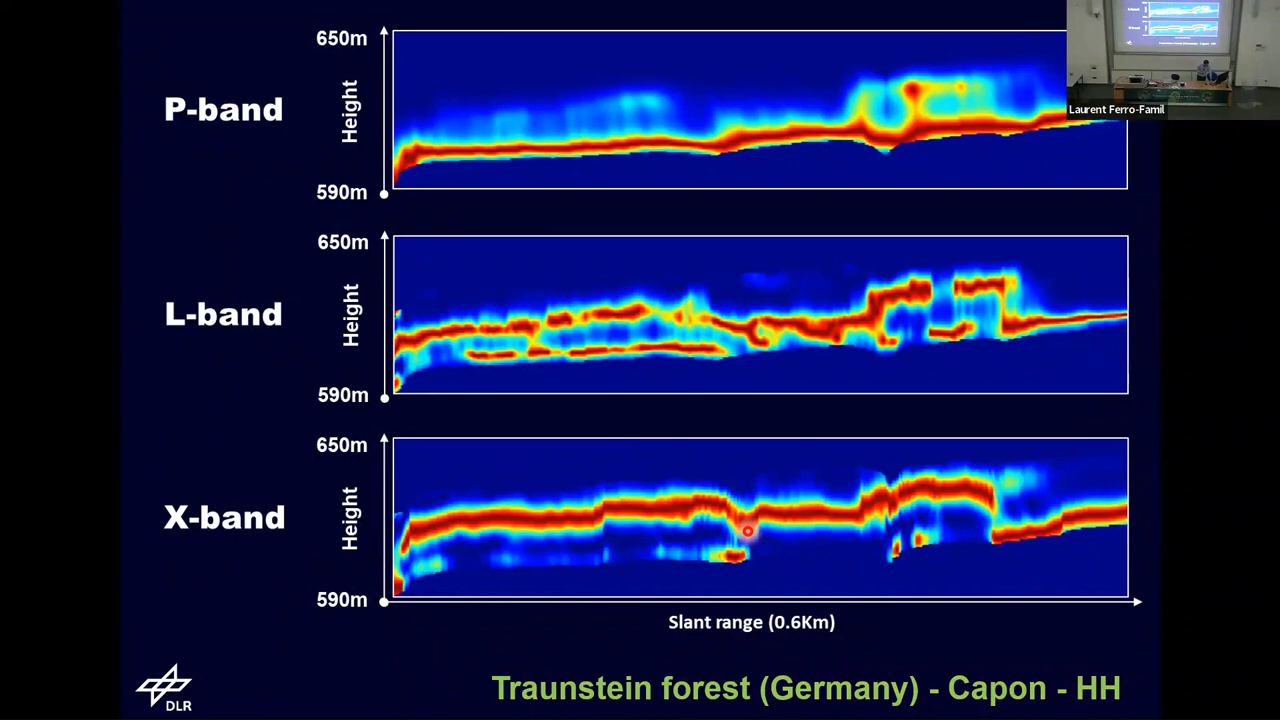 650m
P-band
Height
590m
Laurent Ferro-Famil
650m
L-band
Height
590m
650m
X-band
Height
590m
Slant range (0.6Km)
Traunstein forest (Germany) - Capon - HH
DLR